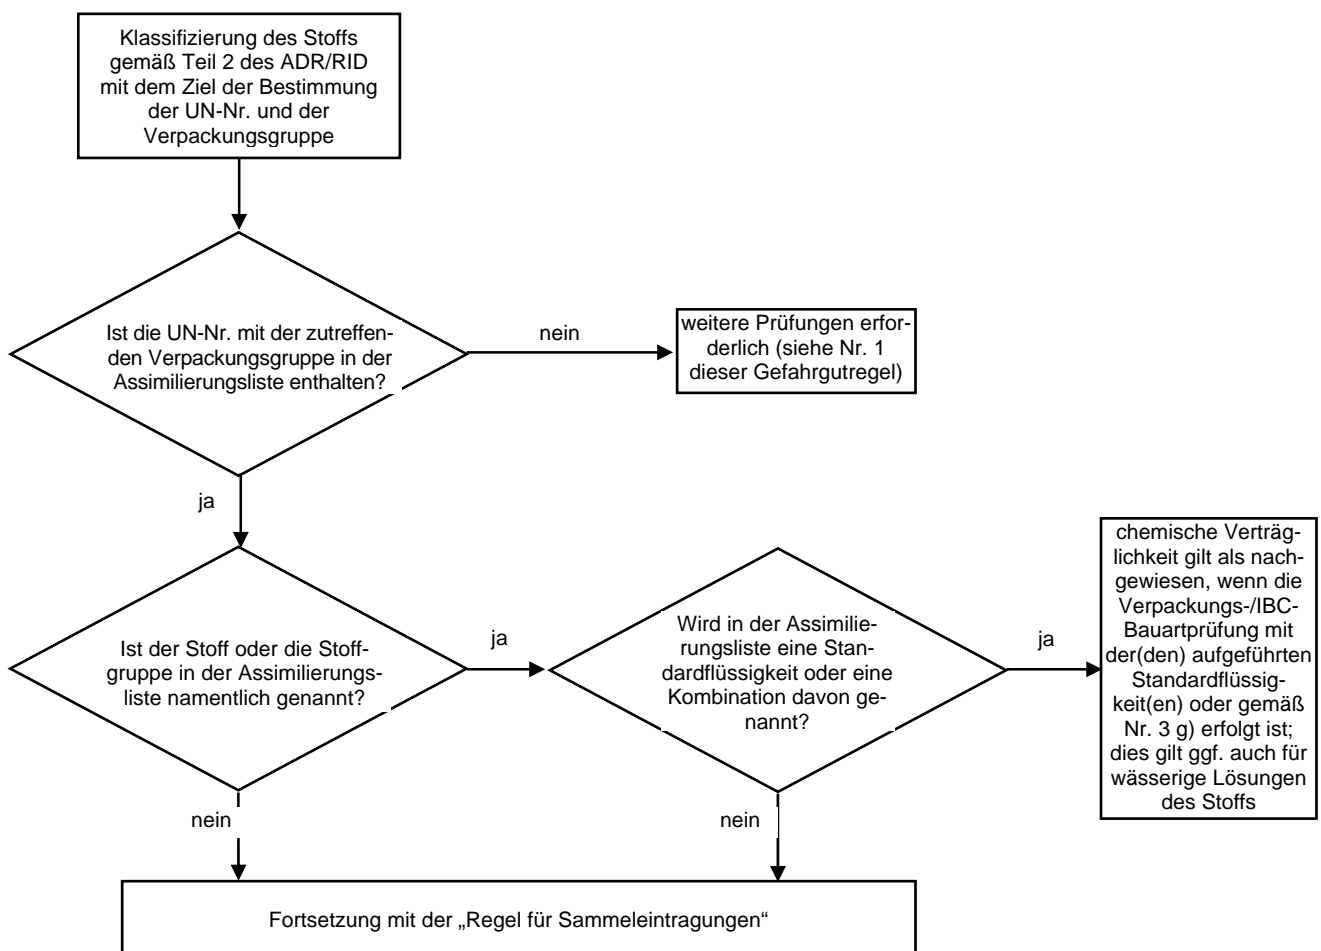 Klassifizierung des Stoffs
gemäß Teil 2 des ADR/RID
mit dem Ziel der Bestimmung
der UN-Nr. und der
Verpackungsgruppe
Ist die UN-Nr. mit der zutreffen-
den Verpackungsgruppe in der
Assimilierungsliste enthalten?
nein
weitere Prüfungen erfor-
derlich (siehe Nr. 1
dieser Gefahrgutregel)
ja
Ist der Stoff oder die Stoff-
gruppe in der Assimilierungs-
liste namentlich genannt?
ja
Wird in der Assimilie-
rungsliste eine Stan-
dardflüssigkeit oder eine
Kombination davon ge-
nannt?
ja
chemische Verträg-
lichkeit gilt als nach-
gewiesen, wenn die
Verpackungs-/IBC-
Bauartprüfung mit
der(den) aufgeführten
Standardflüssig-
keit(en) oder gemäß
Nr. 3 g) erfolgt ist;
dies gilt ggf. auch für
wässerige Lösungen
des Stoffs
nein
nein
Fortsetzung mit der „Regel für Sammeleintragungen“